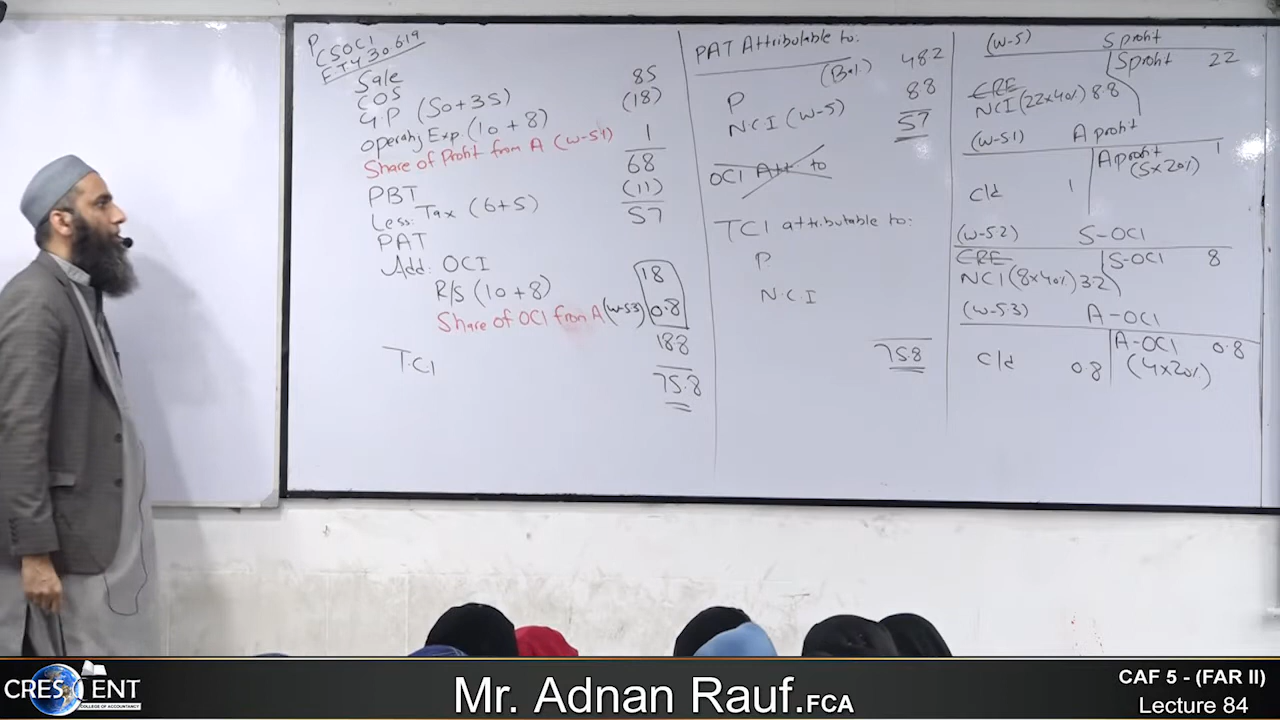 P
CSOCI
FTY 30 6 19
Sale
COS
G.P (50+35) 85
Operating Exp. (10+8) (18)
Share of Profit from A (W-51) 1
PBT 68
Less: Tax (6+5) (11)
PAT 57
Add: OCI
R/S (10+8) 18
Share of OCI from A (W-53) 0.8
18.8
TCI 75.8
PAT Attributable to:
P (Bal.) 48.2
NCI (W-5) 8.8
57
OCI Att to
TCI attributable to:
P
N.C.I
75.8
(W-5) S profit
S profit 22
CRE
NCI (22x40%) 8.8
(W-51) A profit
A profit 1
(5x20%)
c/d 1
(W-52) S-OCI
CRE S-OCI 8
NCI (8x40%) 3.2
(W-53) A-OCI
A-OCI 0.8
c/d 0.8 (4x20%)
CRESCENT
COLLEGE OF ACCOUNTANCY
Mr. Adnan Rauf.FCA
CAF 5 - (FAR II)
Lecture 84